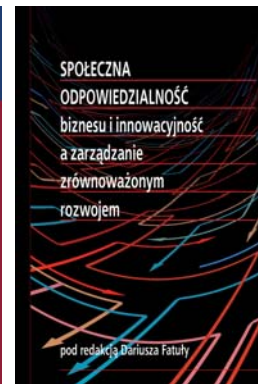 SPOŁECZNA
ODPOWIEDZIALNOŚĆ
biznesu i innowacyjność
a zarządzanie
zrównoważonym
rozwojem
pod redakcją Dariusza Fatuły